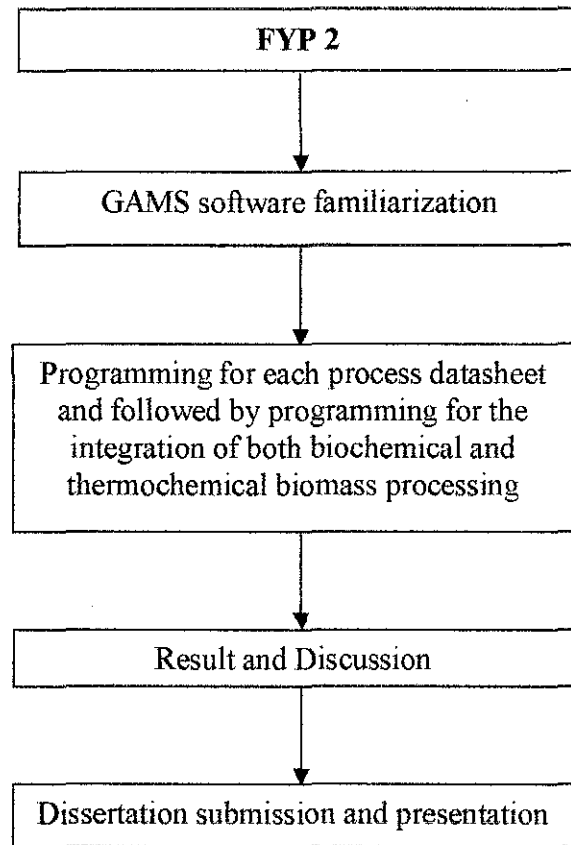 FYP 2
GAMS software familiarization
Programming for each process datasheet
and followed by programming for the
integration of both biochemical and
thermochemical biomass processing
Result and Discussion
Dissertation submission and presentation